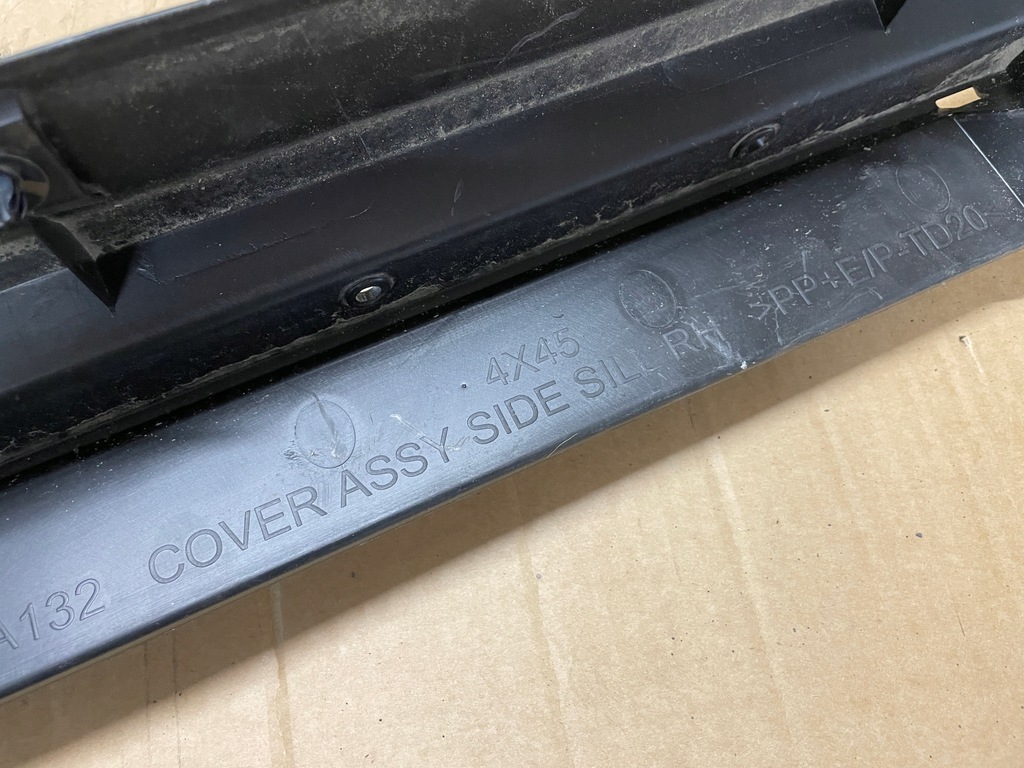 4X45
A132 COVER ASSY-SIDE SILL RH >PP+E/P-TD20<